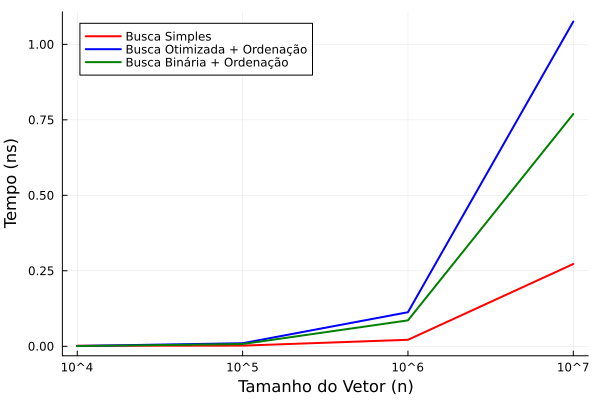 Busca Simples
Busca Otimizada + Ordenação
Busca Binária + Ordenação
1.00
0.75
0.50
0.25
0.00
Tempo (ns)
10^4
10^5
10^6
10^7
Tamanho do Vetor (n)